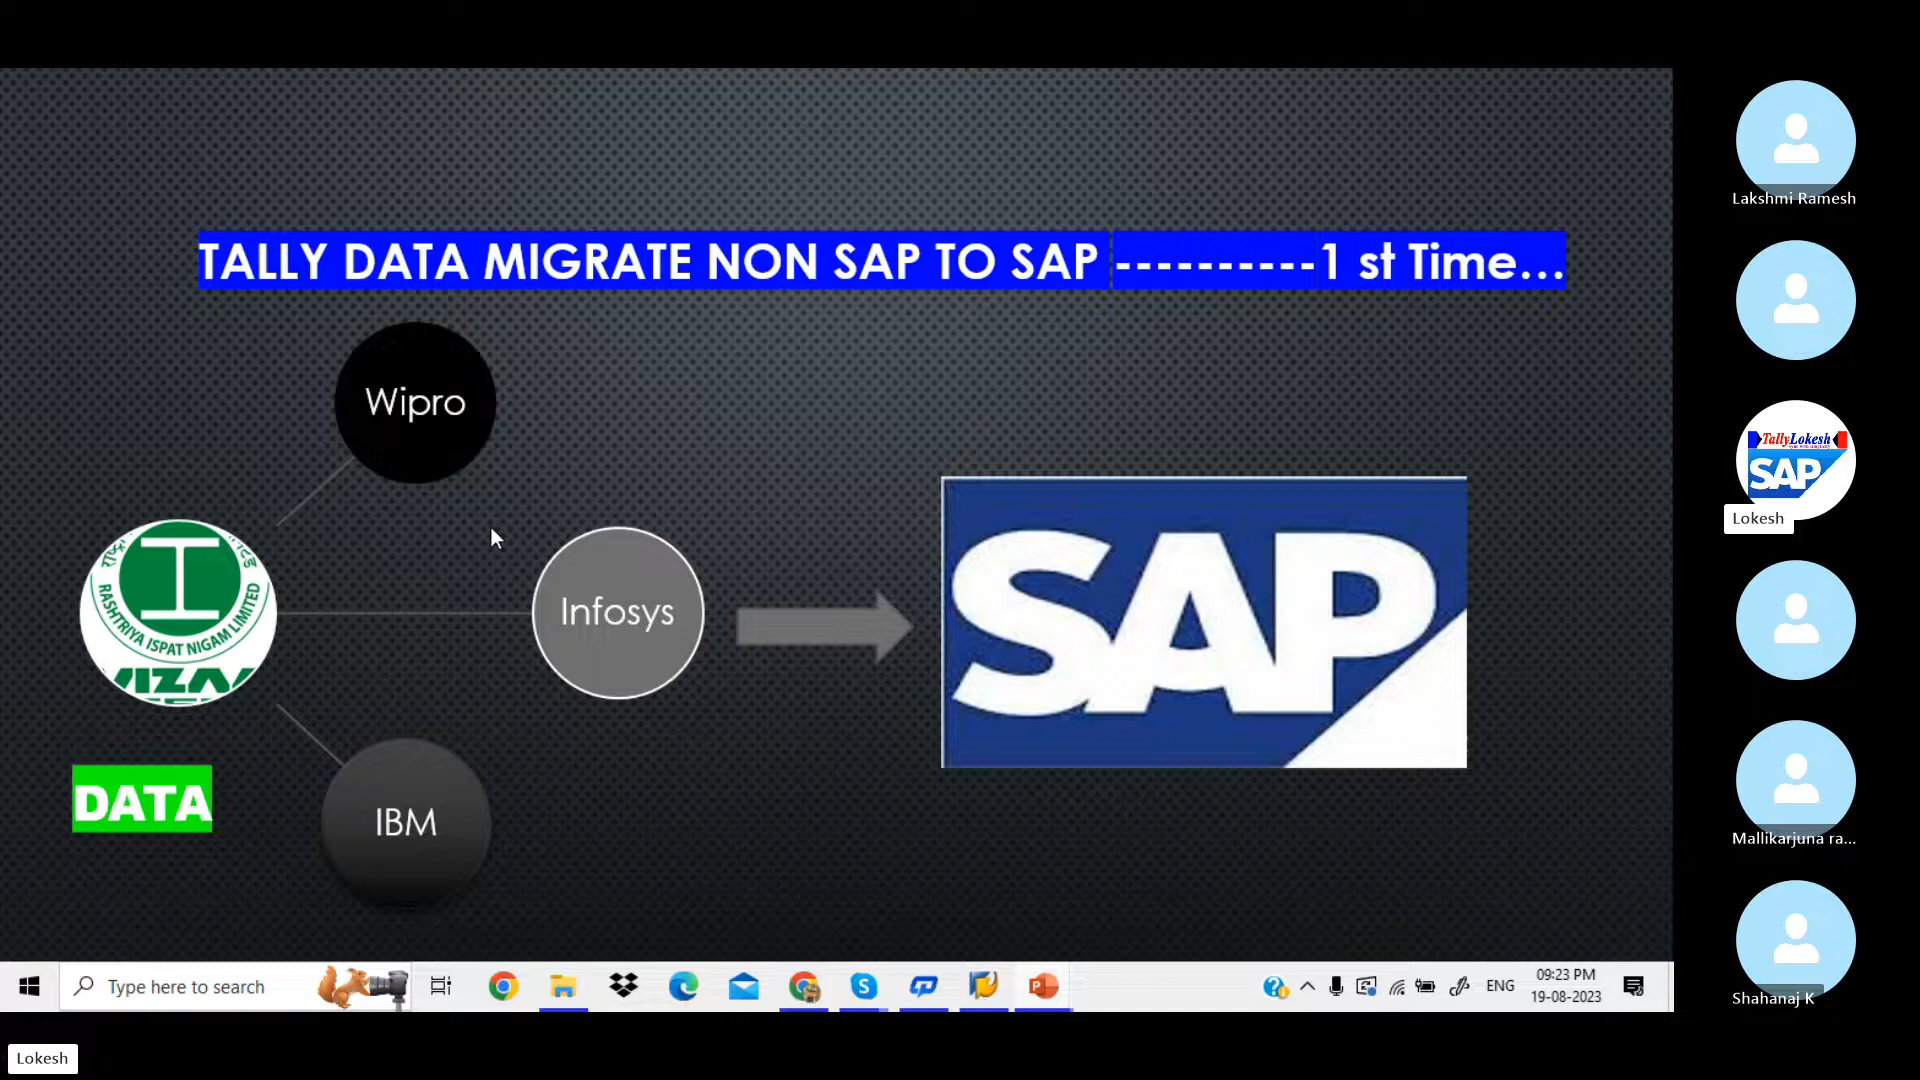 TALLY DATA MIGRATE NON SAP TO SAP ----------1 st Time...
Wipro
RASHTRIYA ISPAT NIGAM LIMITED
Infosys
SAP
DATA
IBM
Lakshmi Ramesh
TallyLokesh
SAP
Lokesh
Mallikarjuna ra...
Shahanaj K
Type here to search
ENG
09:23 PM
19-08-2023
Lokesh